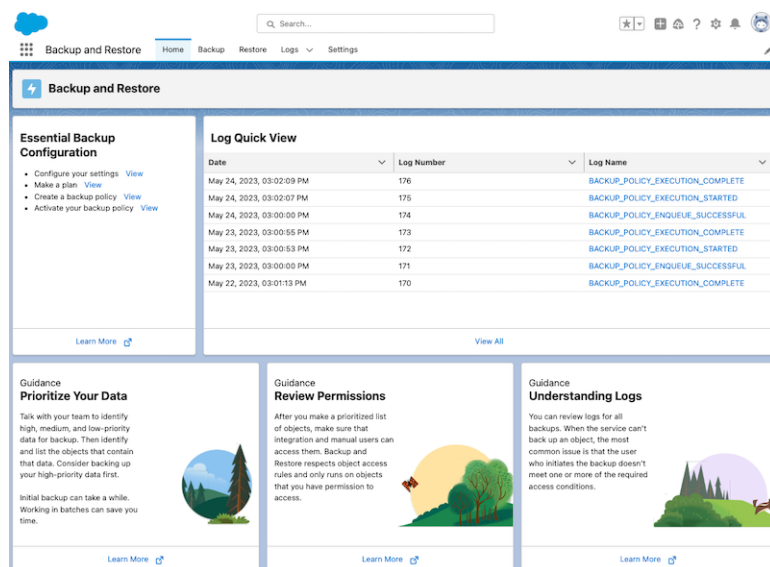 Search...
Backup and Restore
Home
Backup
Restore
Logs
Settings
Backup and Restore
Essential Backup
Configuration
Configure your settings View
Make a plan View
Create a backup policy View
Activate your backup policy View
Learn More
Log Quick View
Date Log Number Log Name
May 24, 2023, 03:02:09 PM 176 BACKUP_POLICY_EXECUTION_COMPLETE
May 24, 2023, 03:02:07 PM 175 BACKUP_POLICY_EXECUTION_STARTED
May 24, 2023, 03:00:00 PM 174 BACKUP_POLICY_ENQUEUE_SUCCESSFUL
May 23, 2023, 03:00:55 PM 173 BACKUP_POLICY_EXECUTION_COMPLETE
May 23, 2023, 03:00:53 PM 172 BACKUP_POLICY_EXECUTION_STARTED
May 23, 2023, 03:00:00 PM 171 BACKUP_POLICY_ENQUEUE_SUCCESSFUL
May 22, 2023, 03:01:13 PM 170 BACKUP_POLICY_EXECUTION_COMPLETE
View All
Guidance
Prioritize Your Data
Talk with your team to identify
high, medium, and low-priority
data for backup. Then identify
and list the objects that contain
that data. Consider backing up
your high-priority data first.
Initial backup can take a while.
Working in batches can save you
time.
Learn More
Guidance
Review Permissions
After you make a prioritized list
of objects, make sure that
integration and manual users can
access them. Backup and
Restore respects object access
rules and only runs on objects
that you have permission to
access.
Learn More
Guidance
Understanding Logs
You can review logs for all
backups. When the service can't
back up an object, the most
common issue is that the user
who initiates the backup doesn't
meet one or more of the required
access conditions.
Learn More